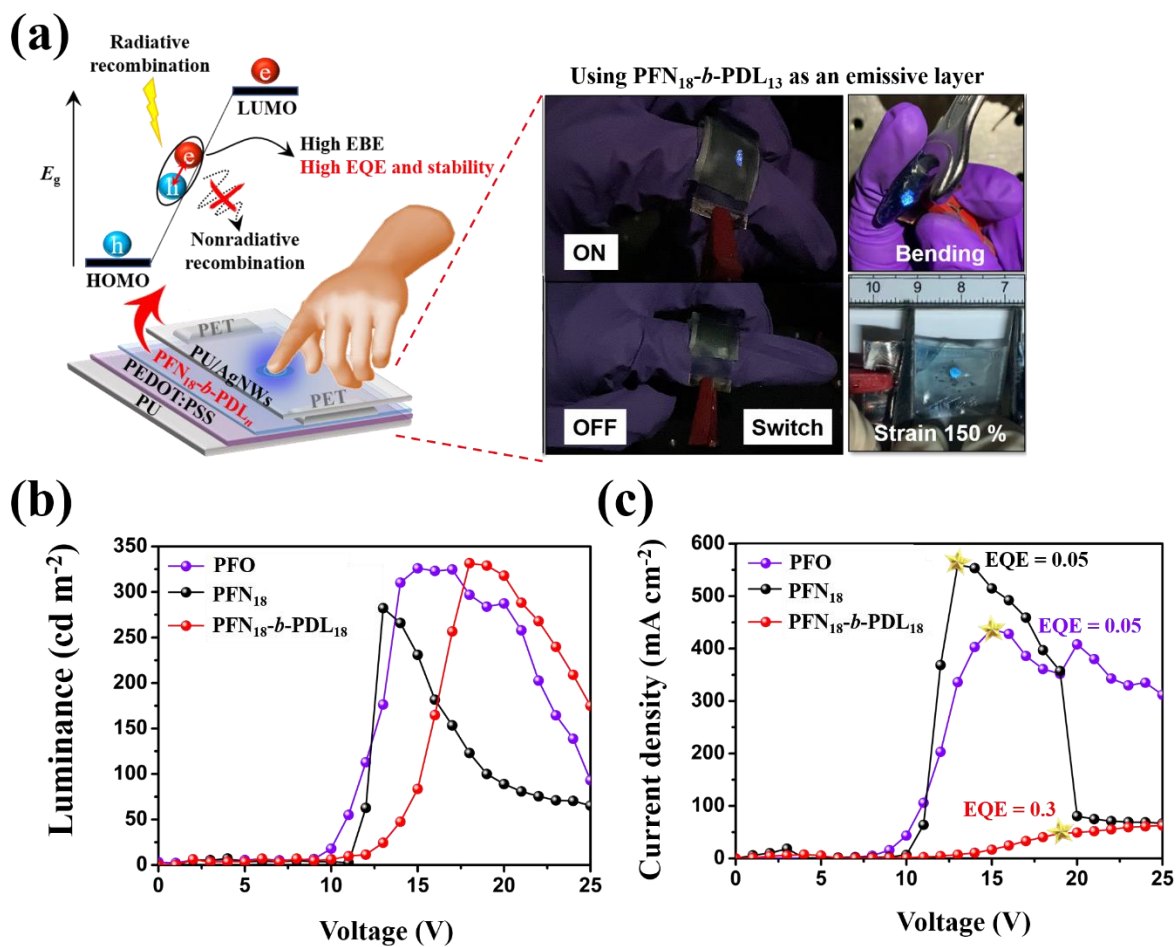 (a)
Radiative
recombination
e
LUMO
E_g
e
h
High EBE
High EQE and stability
h
HOMO
Nonradiative
recombination
PET
PU/AgNWs
PFN₁₈-b-PDLₙ
PEDOT:PSS
PU
PET
Using PFN₁₈-b-PDL₁₃ as an emissive layer
ON
OFF
Switch
Bending
10 9 8 7 6
Strain 150 %
(b)
Luminance (cd m⁻²)
350
300
250
200
150
100
50
0
PFO
PFN₁₈
PFN₁₈-b-PDL₁₈
0 5 10 15 20 25
Voltage (V)
(c)
Current density (mA cm⁻²)
600
500
400
300
200
100
0
PFO
PFN₁₈
PFN₁₈-b-PDL₁₈
EQE = 0.05
EQE = 0.05
EQE = 0.3
0 5 10 15 20 25
Voltage (V)